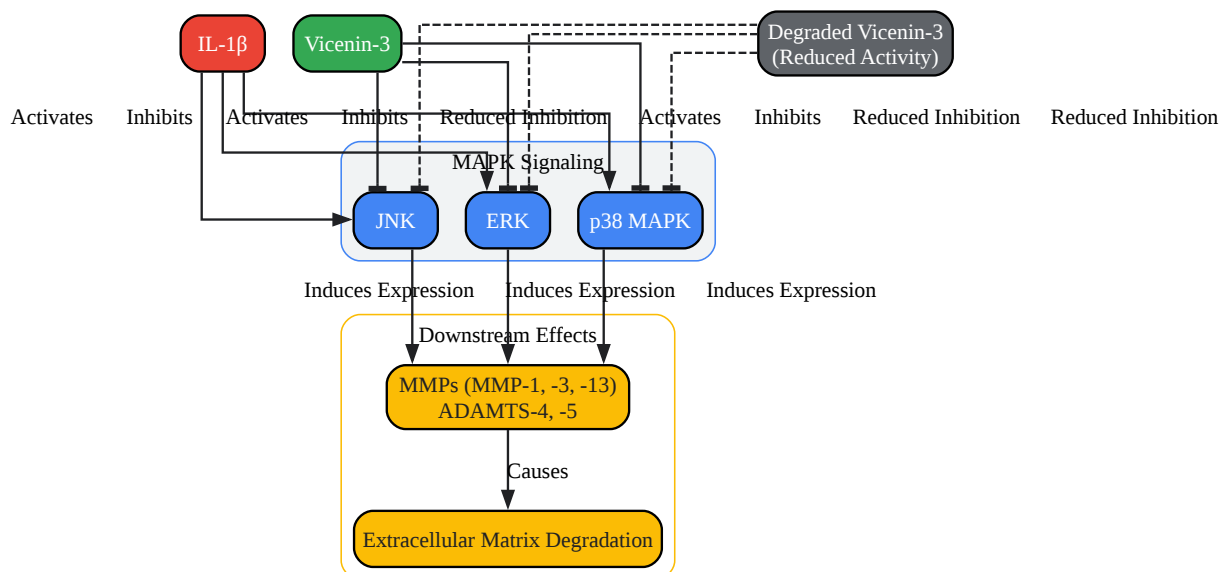 IL-1β
Vicenin-3
Degraded Vicenin-3
(Reduced Activity)
Activates
Inhibits
Activates
Inhibits
Reduced Inhibition
Activates
Inhibits
Reduced Inhibition
Reduced Inhibition
MAPK Signaling
JNK
ERK
p38 MAPK
Induces Expression
Induces Expression
Induces Expression
Downstream Effects
MMPs (MMP-1, -3, -13)
ADAMTS-4, -5
Causes
Extracellular Matrix Degradation